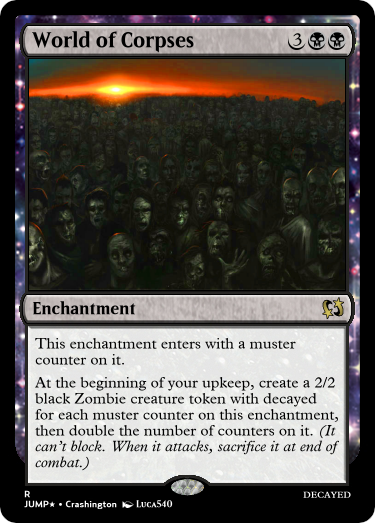 World of Corpses 3
Enchantment
This enchantment enters with a muster
counter on it.
At the beginning of your upkeep, create a 2/2
black Zombie creature token with decayed
for each muster counter on this enchantment,
then double the number of counters on it. (It
can't block. When it attacks, sacrifice it at end of
combat.)
R DECAYED
JUMP★ • Crashington Luca540